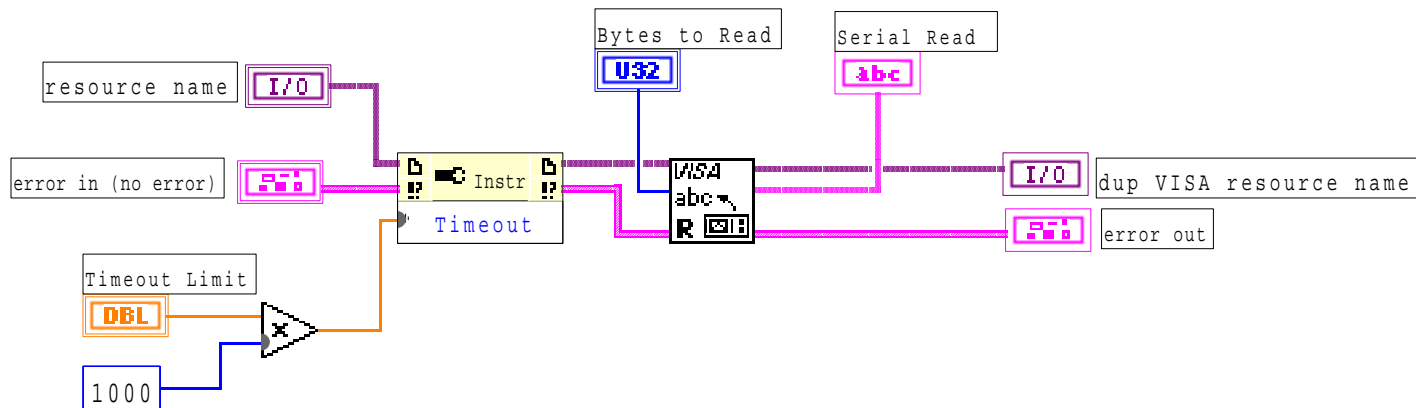 Bytes to Read
U32
Serial Read
abc
resource name
I/O
error in (no error)
Instr
Timeout
VISA
abc
R
I/O
dup VISA resource name
error out
Timeout Limit
DBL
x
1000